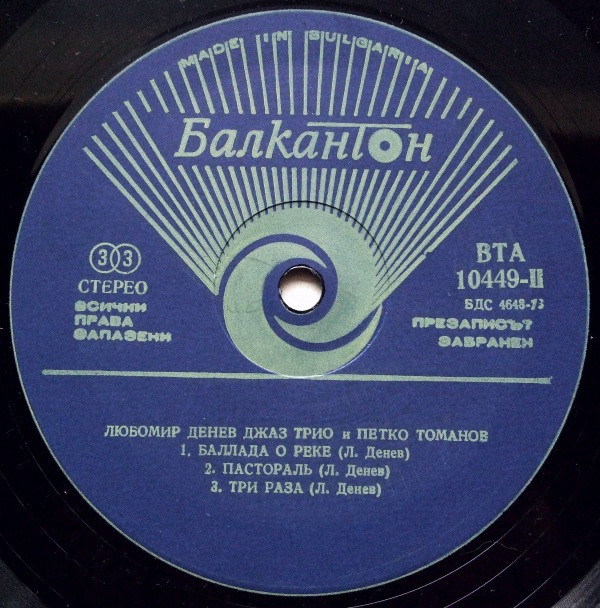 MADE IN BULGARIA
Балкантон
33
СТЕРЕО
ВСИЧКИ
ПРАВА
ЗАПАЗЕНИ
ВТА
10449-II
БДС 4648-73
ПРЕЗАПИСЪТ
ЗАБРАНЕН
ЛЮБОМИР ДЕНЕВ ДЖАЗ ТРИО и ПЕТКО ТОМАНОВ
1. БАЛЛАДА О РЕКЕ (Л. Денев)
2. ПАСТОРАЛЬ (Л. Денев)
3. ТРИ РАЗА (Л. Денев)